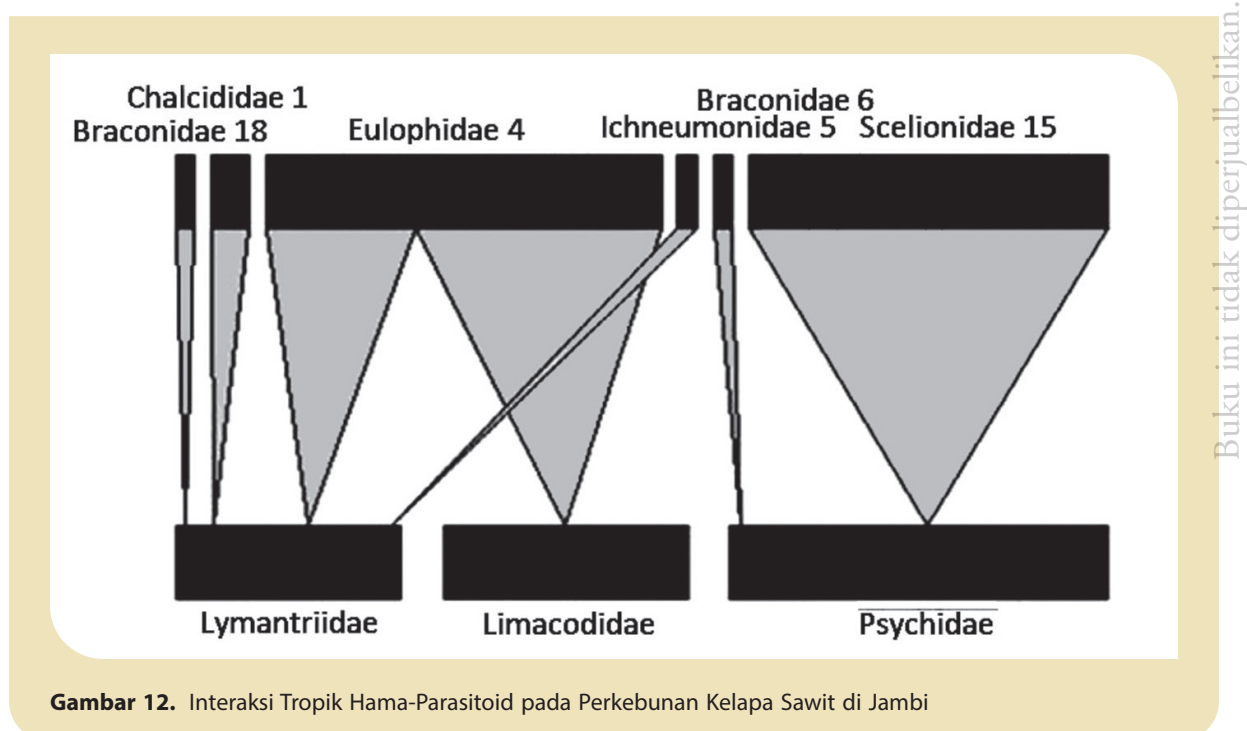 Chalcididae 1
Braconidae 18
Eulophidae 4
Braconidae 6
Ichneumonidae 5
Scelionidae 15
Lymantriidae
Limacodidae
Psychidae
Gambar 12. Interaksi Tropik Hama-Parasitoid pada Perkebunan Kelapa Sawit di Jambi
Buku ini tidak diperjualbelikan.